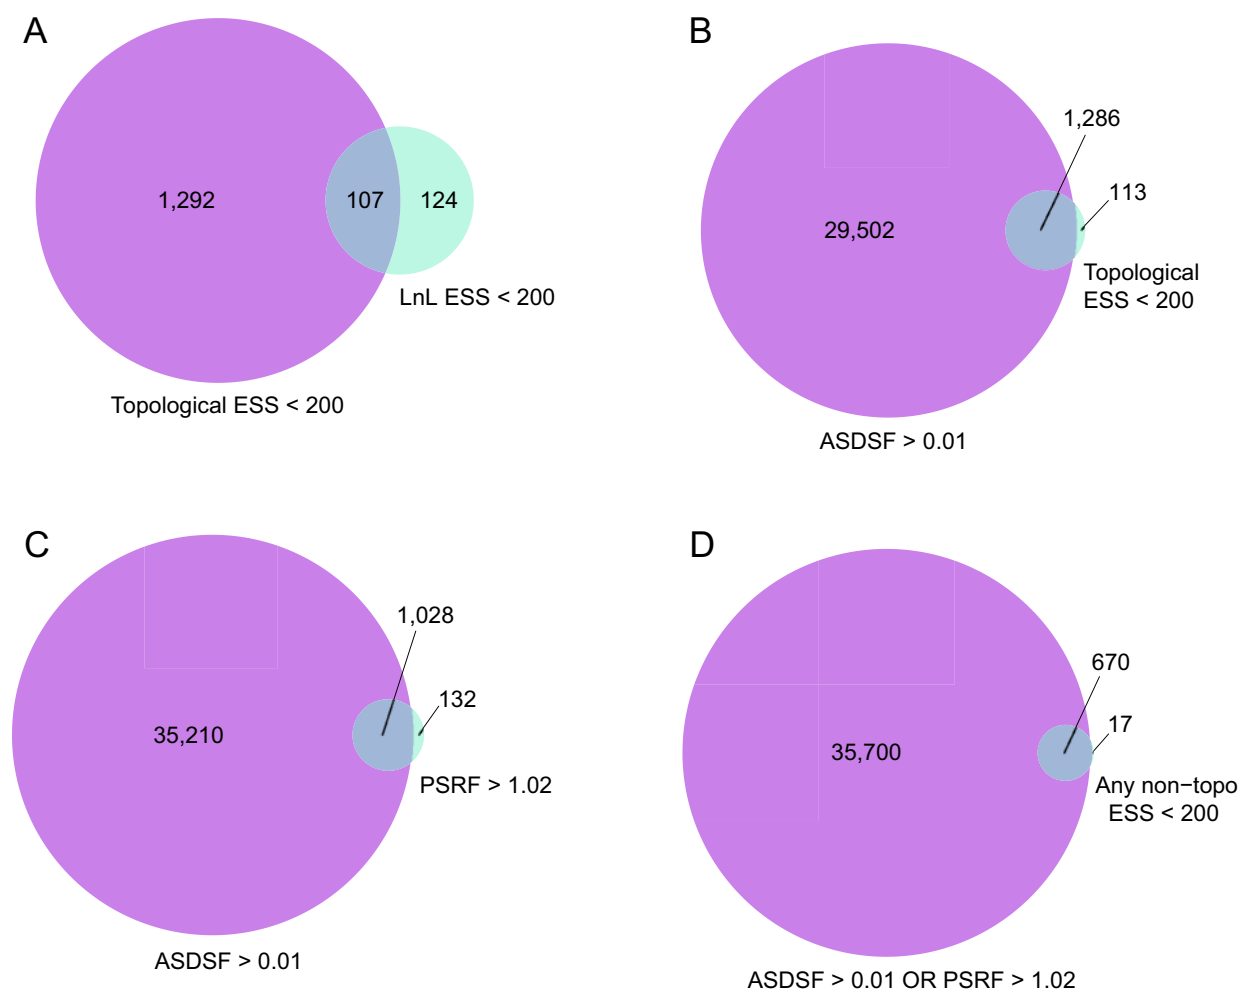 A
1,292
107
124
LnL ESS < 200
Topological ESS < 200
B
1,286
113
29,502
Topological
ESS < 200
ASDSF > 0.01
C
1,028
132
35,210
PSRF > 1.02
ASDSF > 0.01
D
670
17
35,700
Any non−topo
ESS < 200
ASDSF > 0.01 OR PSRF > 1.02